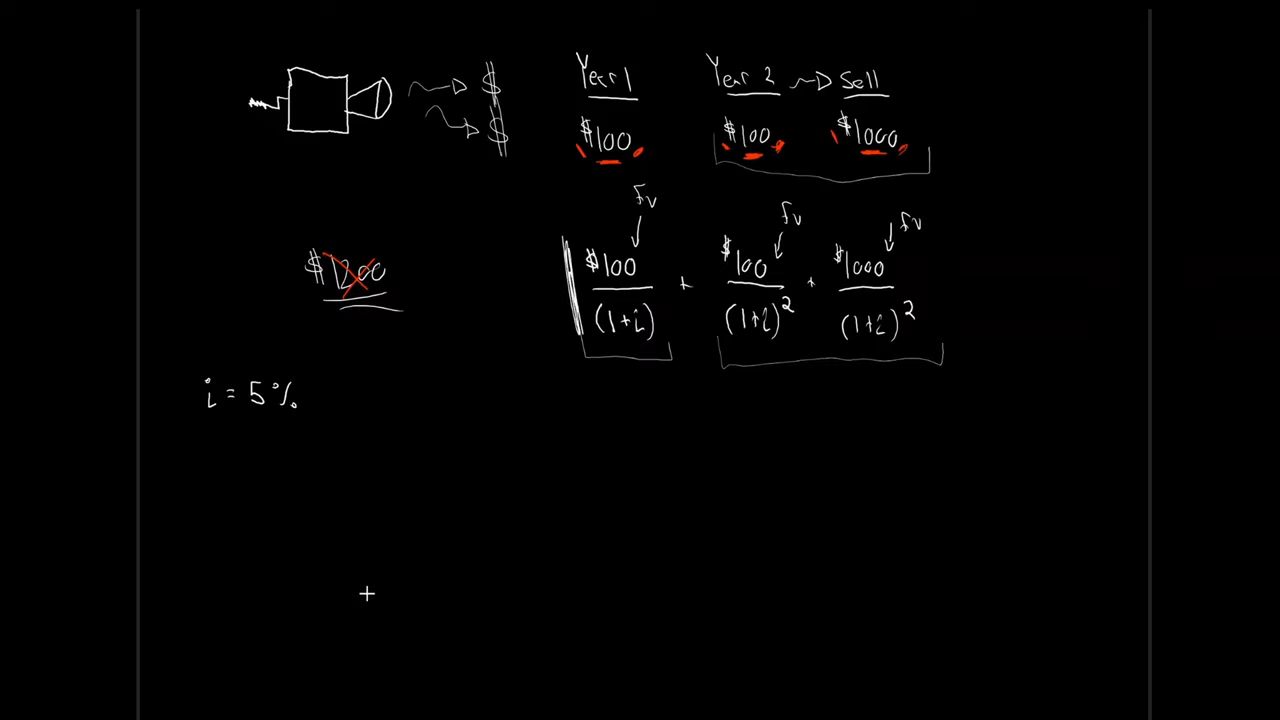 $
$
Year 1 Year 2 Sell
$100 $100 $1000
Fv Fv Fv
$1200
$100 + $100 + $1000
(1+i) (1+i)² (1+i)²
i = 5%